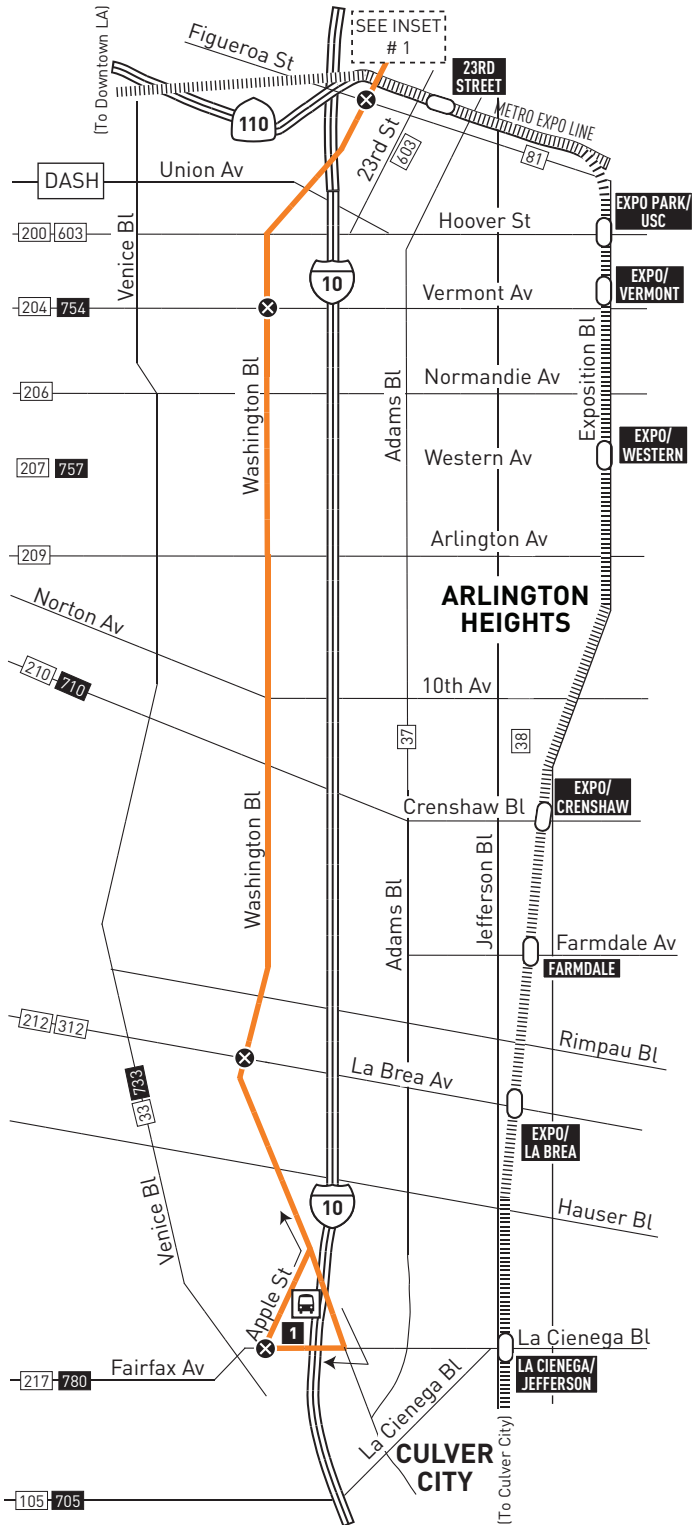 SEE INSET
# 1
Figueroa St
(To Downtown LA)
23RD
STREET
110
METRO EXPO LINE
23rd St
603
81
Union Av
DASH
EXPO PARK/
USC
Hoover St
200 603
Venice Bl
10
EXPO/
VERMONT
Vermont Av
204 754
Exposition Bl
Normandie Av
206
Washington Bl
Adams Bl
EXPO/
WESTERN
Western Av
207 757
Arlington Av
209
ARLINGTON
HEIGHTS
Norton Av
210 710
10th Av
37
38
EXPO/
CRENSHAW
Crenshaw Bl
Washington Bl
Jefferson Bl
Adams Bl
Farmdale Av
FARMDALE
212 312
Rimpau Bl
La Brea Av
33 733
EXPO/
LA BREA
Venice Bl
10
Hauser Bl
Apple St
1
La Cienega Bl
Fairfax Av
217 780
LA CIENEGA/
JEFFERSON
La Cienega Bl
CULVER
CITY
(To Culver City)
105 705